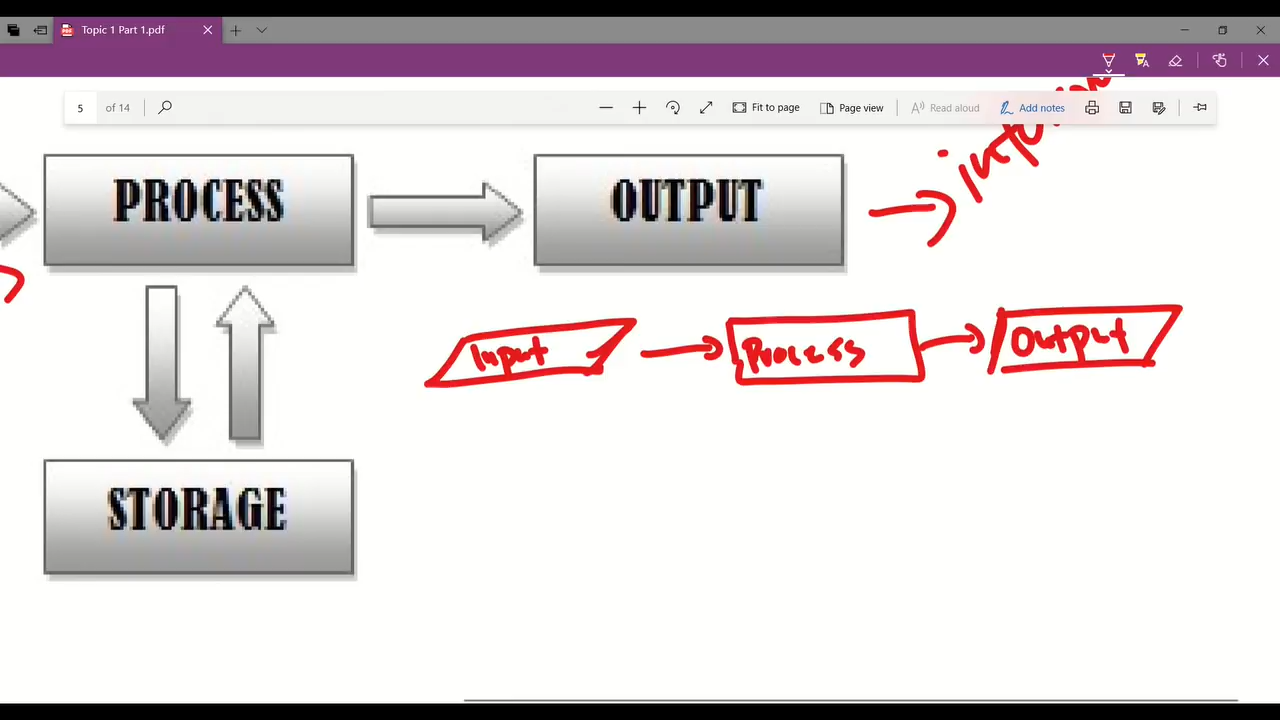 Topic 1 Part 1.pdf
5 of 14 Fit to page Page view Read aloud Add notes
PROCESS OUTPUT
Input Process Output
STORAGE